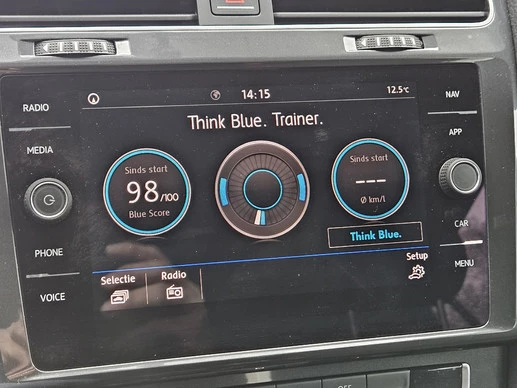 RADIO
MEDIA
PHONE
VOICE
NAV
APP
CAR
MENU
14:15
12.5°C
Think Blue. Trainer.
Sinds start
98/100
Blue Score
Sinds start
---
Ø km/l
Think Blue.
Selectie
Radio
Setup
OFF